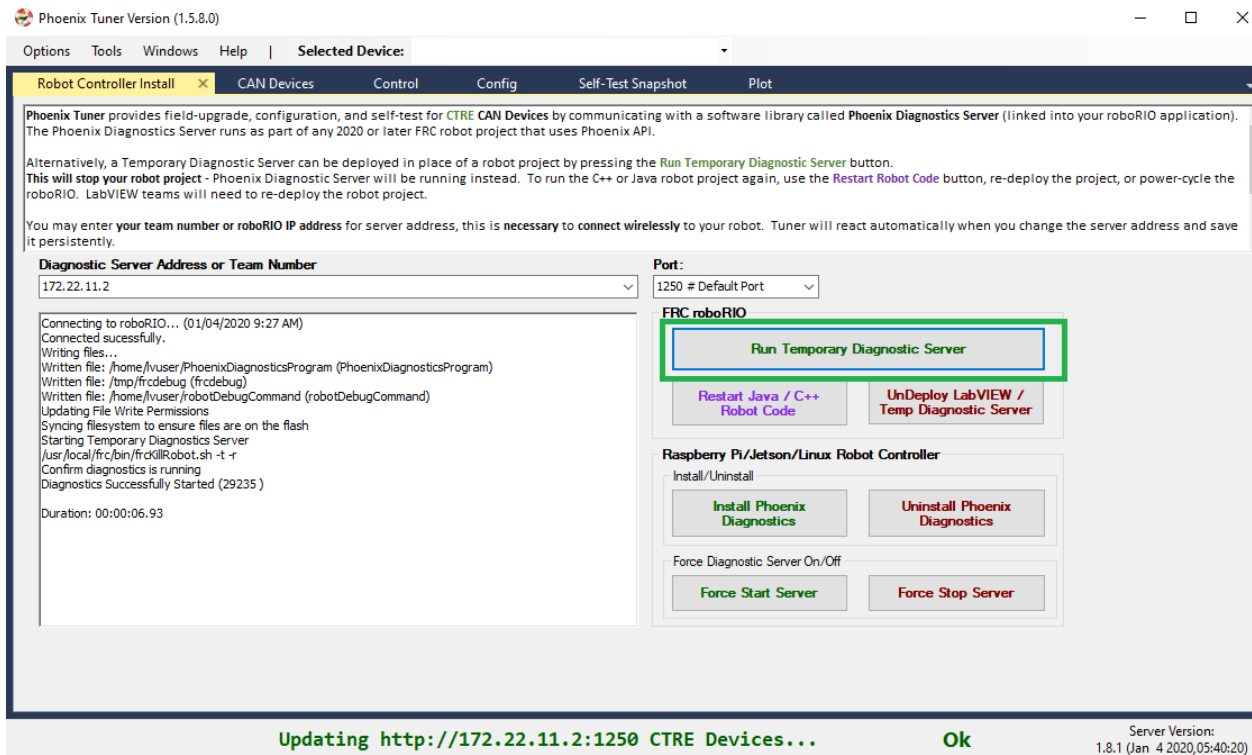 Phoenix Tuner Version (1.5.8.0)
Options Tools Windows Help | Selected Device:
Robot Controller Install CAN Devices Control Config Self-Test Snapshot Plot
Phoenix Tuner provides field-upgrade, configuration, and self-test for CTRE CAN Devices by communicating with a software library called Phoenix Diagnostics Server (linked into your roboRIO application).
The Phoenix Diagnostics Server runs as part of any 2020 or later FRC robot project that uses Phoenix API.
Alternatively, a Temporary Diagnostic Server can be deployed in place of a robot project by pressing the Run Temporary Diagnostic Server button.
This will stop your robot project - Phoenix Diagnostic Server will be running instead. To run the C++ or Java robot project again, use the Restart Robot Code button, re-deploy the project, or power-cycle the
roboRIO. LabVIEW teams will need to re-deploy the robot project.
You may enter your team number or roboRIO IP address for server address, this is necessary to connect wirelessly to your robot. Tuner will react automatically when you change the server address and save
it persistently.
Diagnostic Server Address or Team Number
172.22.11.2
Port:
1250 # Default Port
Connecting to roboRIO... (01/04/2020 9:27 AM)
Connected sucessfully.
Writing files...
Written file: /home/lvuser/PhoenixDiagnosticsProgram (PhoenixDiagnosticsProgram)
Written file: /tmp/frcdebug (frcdebug)
Written file: /home/lvuser/robotDebugCommand (robotDebugCommand)
Updating File Write Permissions
Syncing filesystem to ensure files are on the flash
Starting Temporary Diagnostics Server
/usr/local/frc/bin/frcKillRobot.sh -t -r
Confirm diagnostics is running
Diagnostics Successfully Started (29235 )
Duration: 00:00:06.93
FRC roboRIO
Run Temporary Diagnostic Server
Restart Java / C++
Robot Code
UnDeploy LabVIEW /
Temp Diagnostic Server
Raspberry Pi/Jetson/Linux Robot Controller
Install/Uninstall
Install Phoenix
Diagnostics
Uninstall Phoenix
Diagnostics
Force Diagnostic Server On/Off
Force Start Server
Force Stop Server
Updating http://172.22.11.2:1250 CTRE Devices...
Ok
Server Version:
1.8.1 (Jan 4 2020,05:40:20)